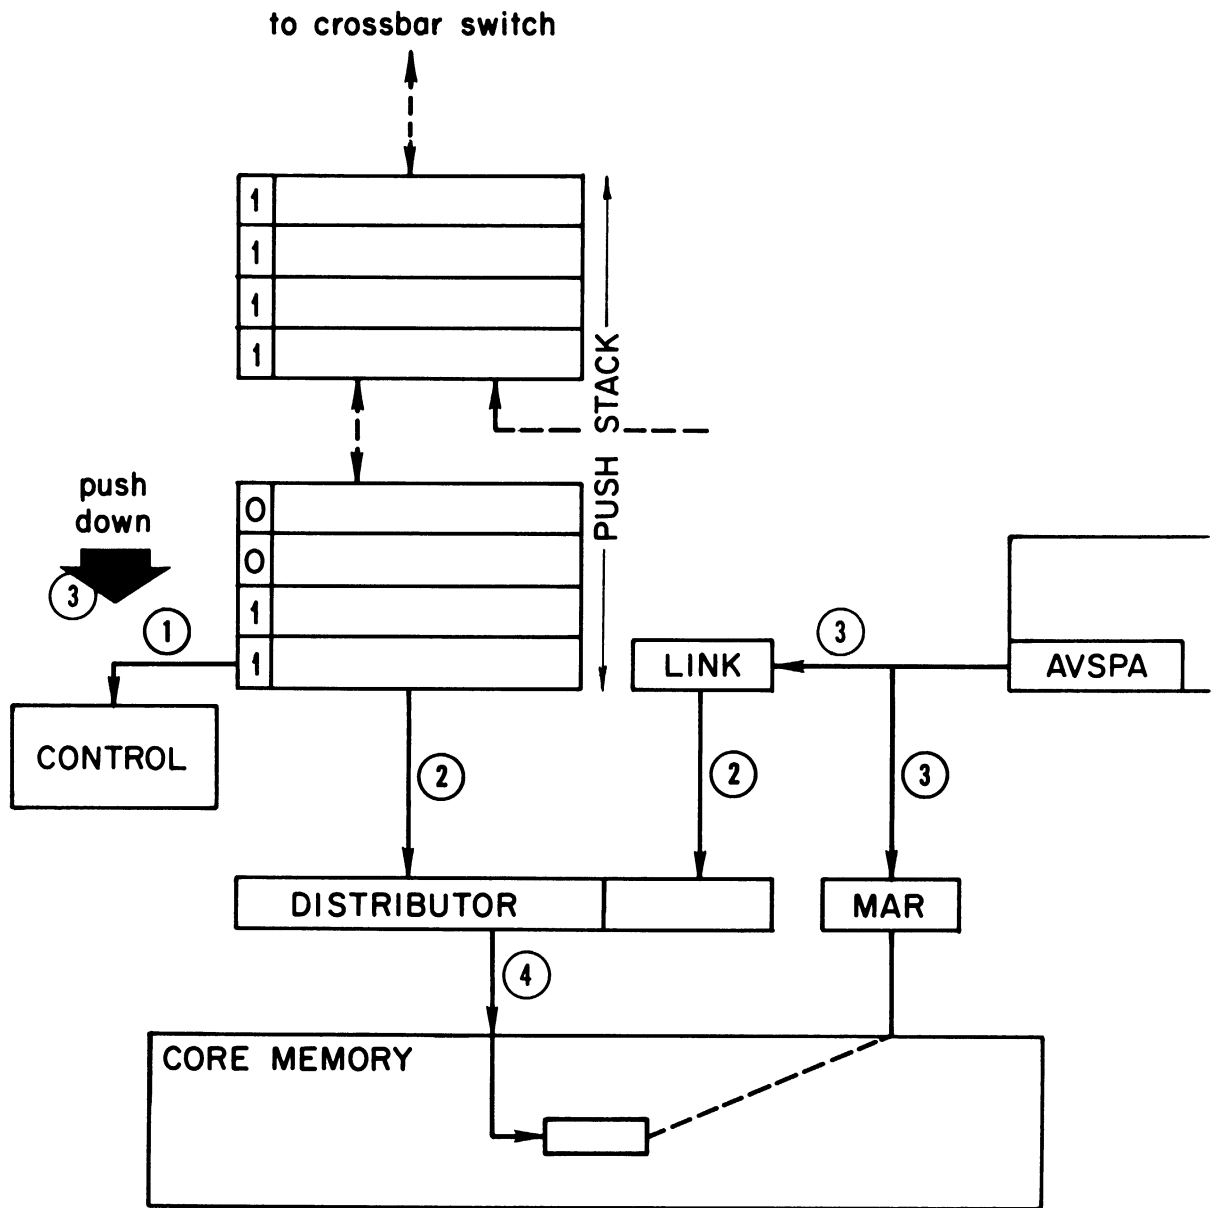 to crossbar switch
1
1
1
1
PUSH STACK
push
down
3
1
0
0
1
1
CONTROL
LINK
3
AVSPA
2
2
3
DISTRIBUTOR
MAR
4
CORE MEMORY